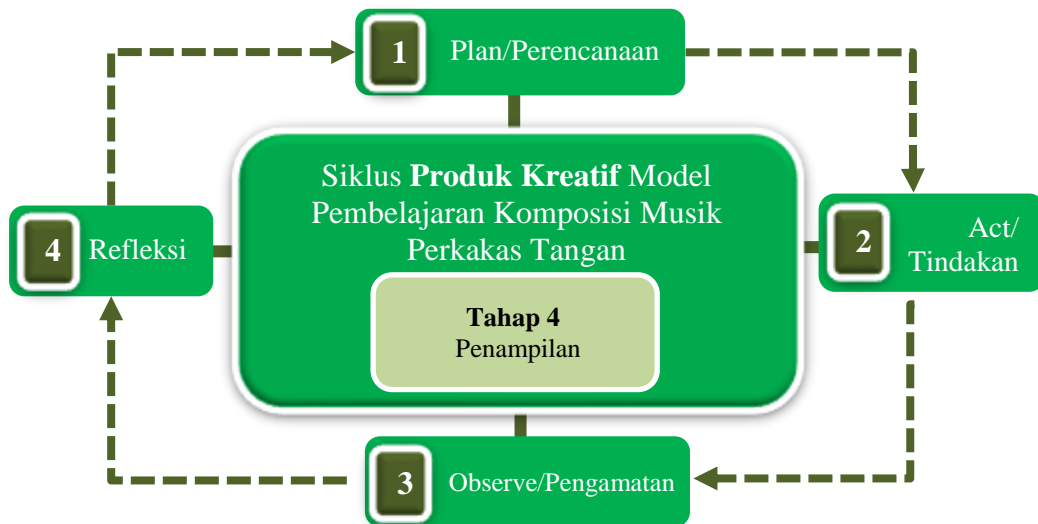 1
Plan/Perencanaan
Siklus Produk Kreatif Model
Pembelajaran Komposisi Musik
Perkakas Tangan
Tahap 4
Penampilan
2
Act/
Tindakan
3
Observe/Pengamatan
4
Refleksi